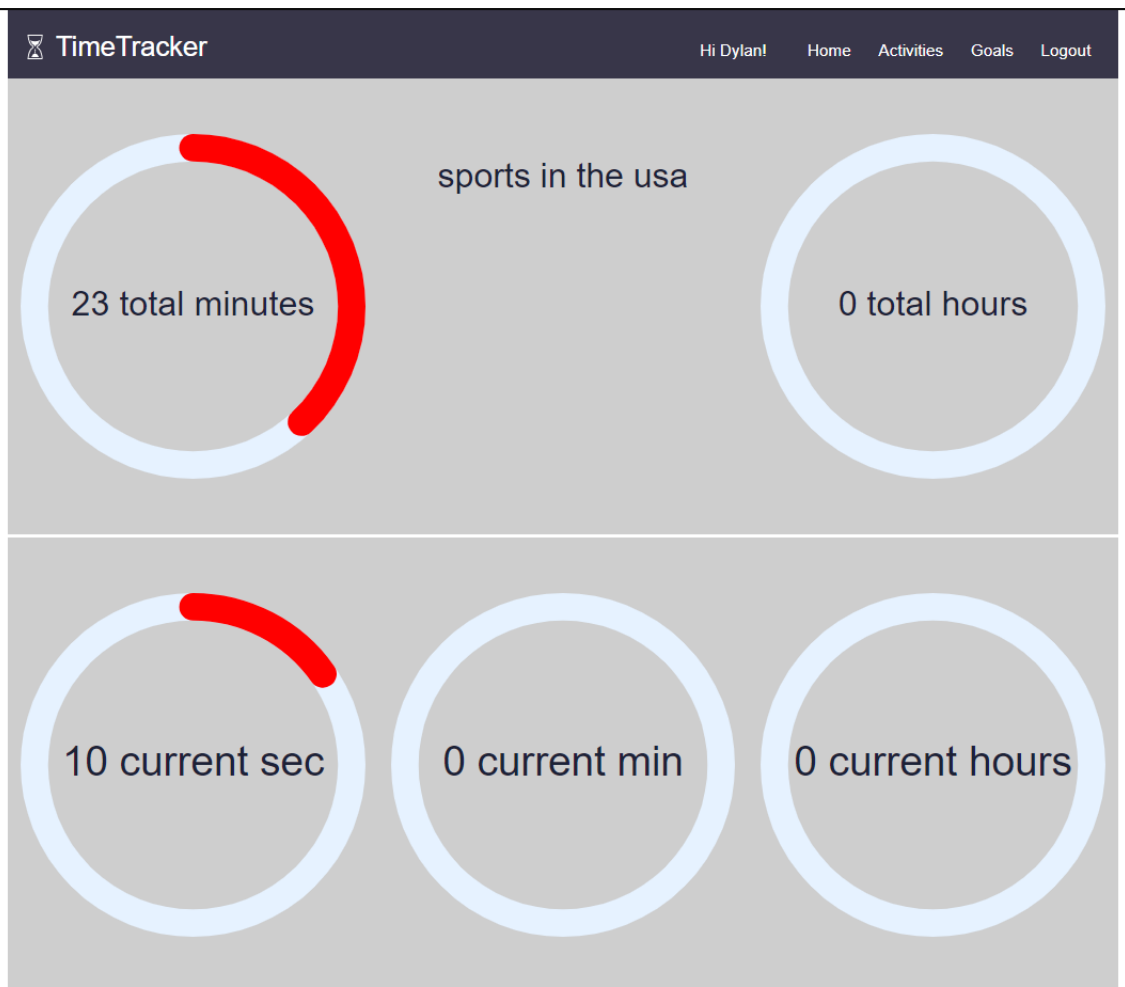 TimeTracker
Hi Dylan! Home Activities Goals Logout
sports in the usa
23 total minutes
0 total hours
10 current sec
0 current min
0 current hours